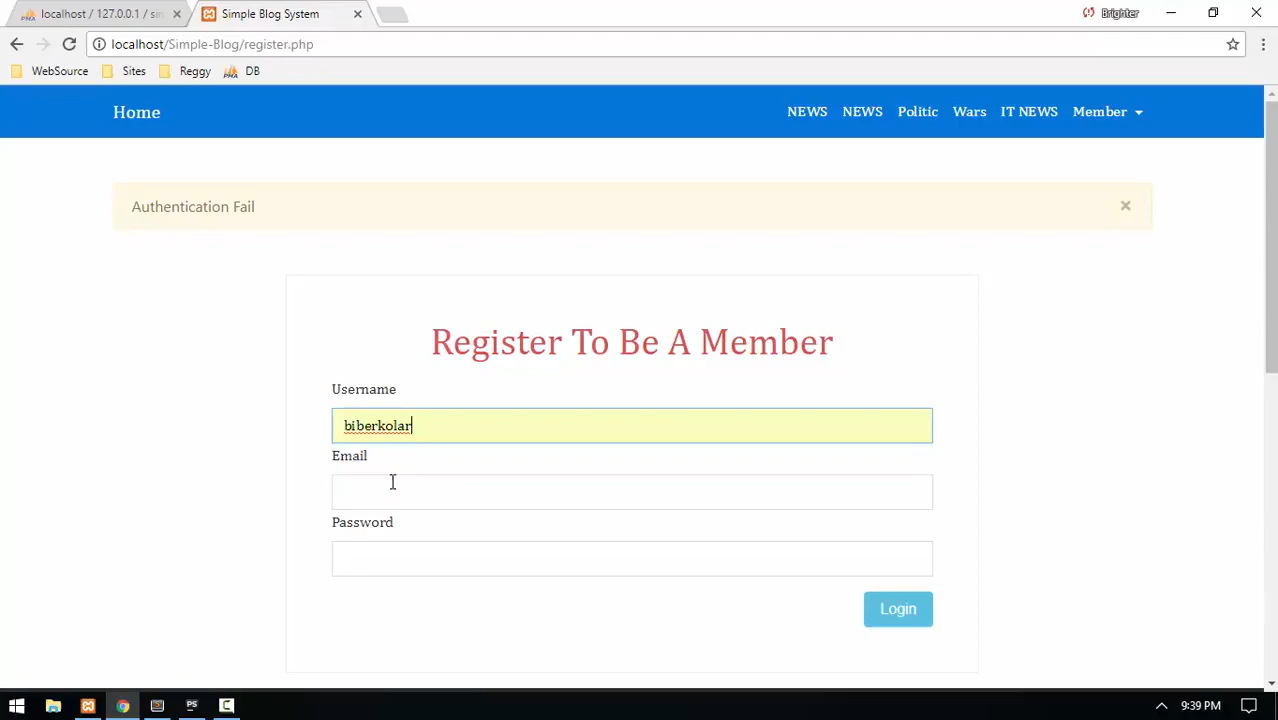 localhost / 127.0.0.1 / sim
Simple Blog System
Brighter
localhost/Simple-Blog/register.php
WebSource
Sites
Reggy
DB
Home
NEWS
NEWS
Politic
Wars
IT NEWS
Member
Authentication Fail
×
Register To Be A Member
Username
biberkolar
Email
Password
Login
9:39 PM